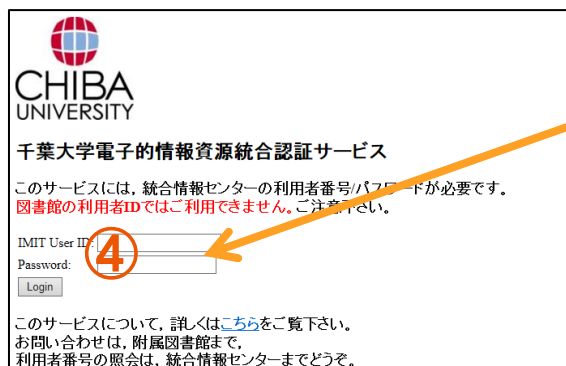 CHIBA
UNIVERSITY
千葉大学電子的情報資源統合認証サービス
このサービスには，統合情報センターの利用者番号/パスワードが必要です。
図書館の利用者IDではご利用できません。ご注意下さい。
IMIT User ID:
④
Password:
Login
このサービスについて，詳しくはこちらをご覧下さい。
お問い合わせは，附属図書館まで，
利用者番号の照会は，統合情報センターまでどうぞ。